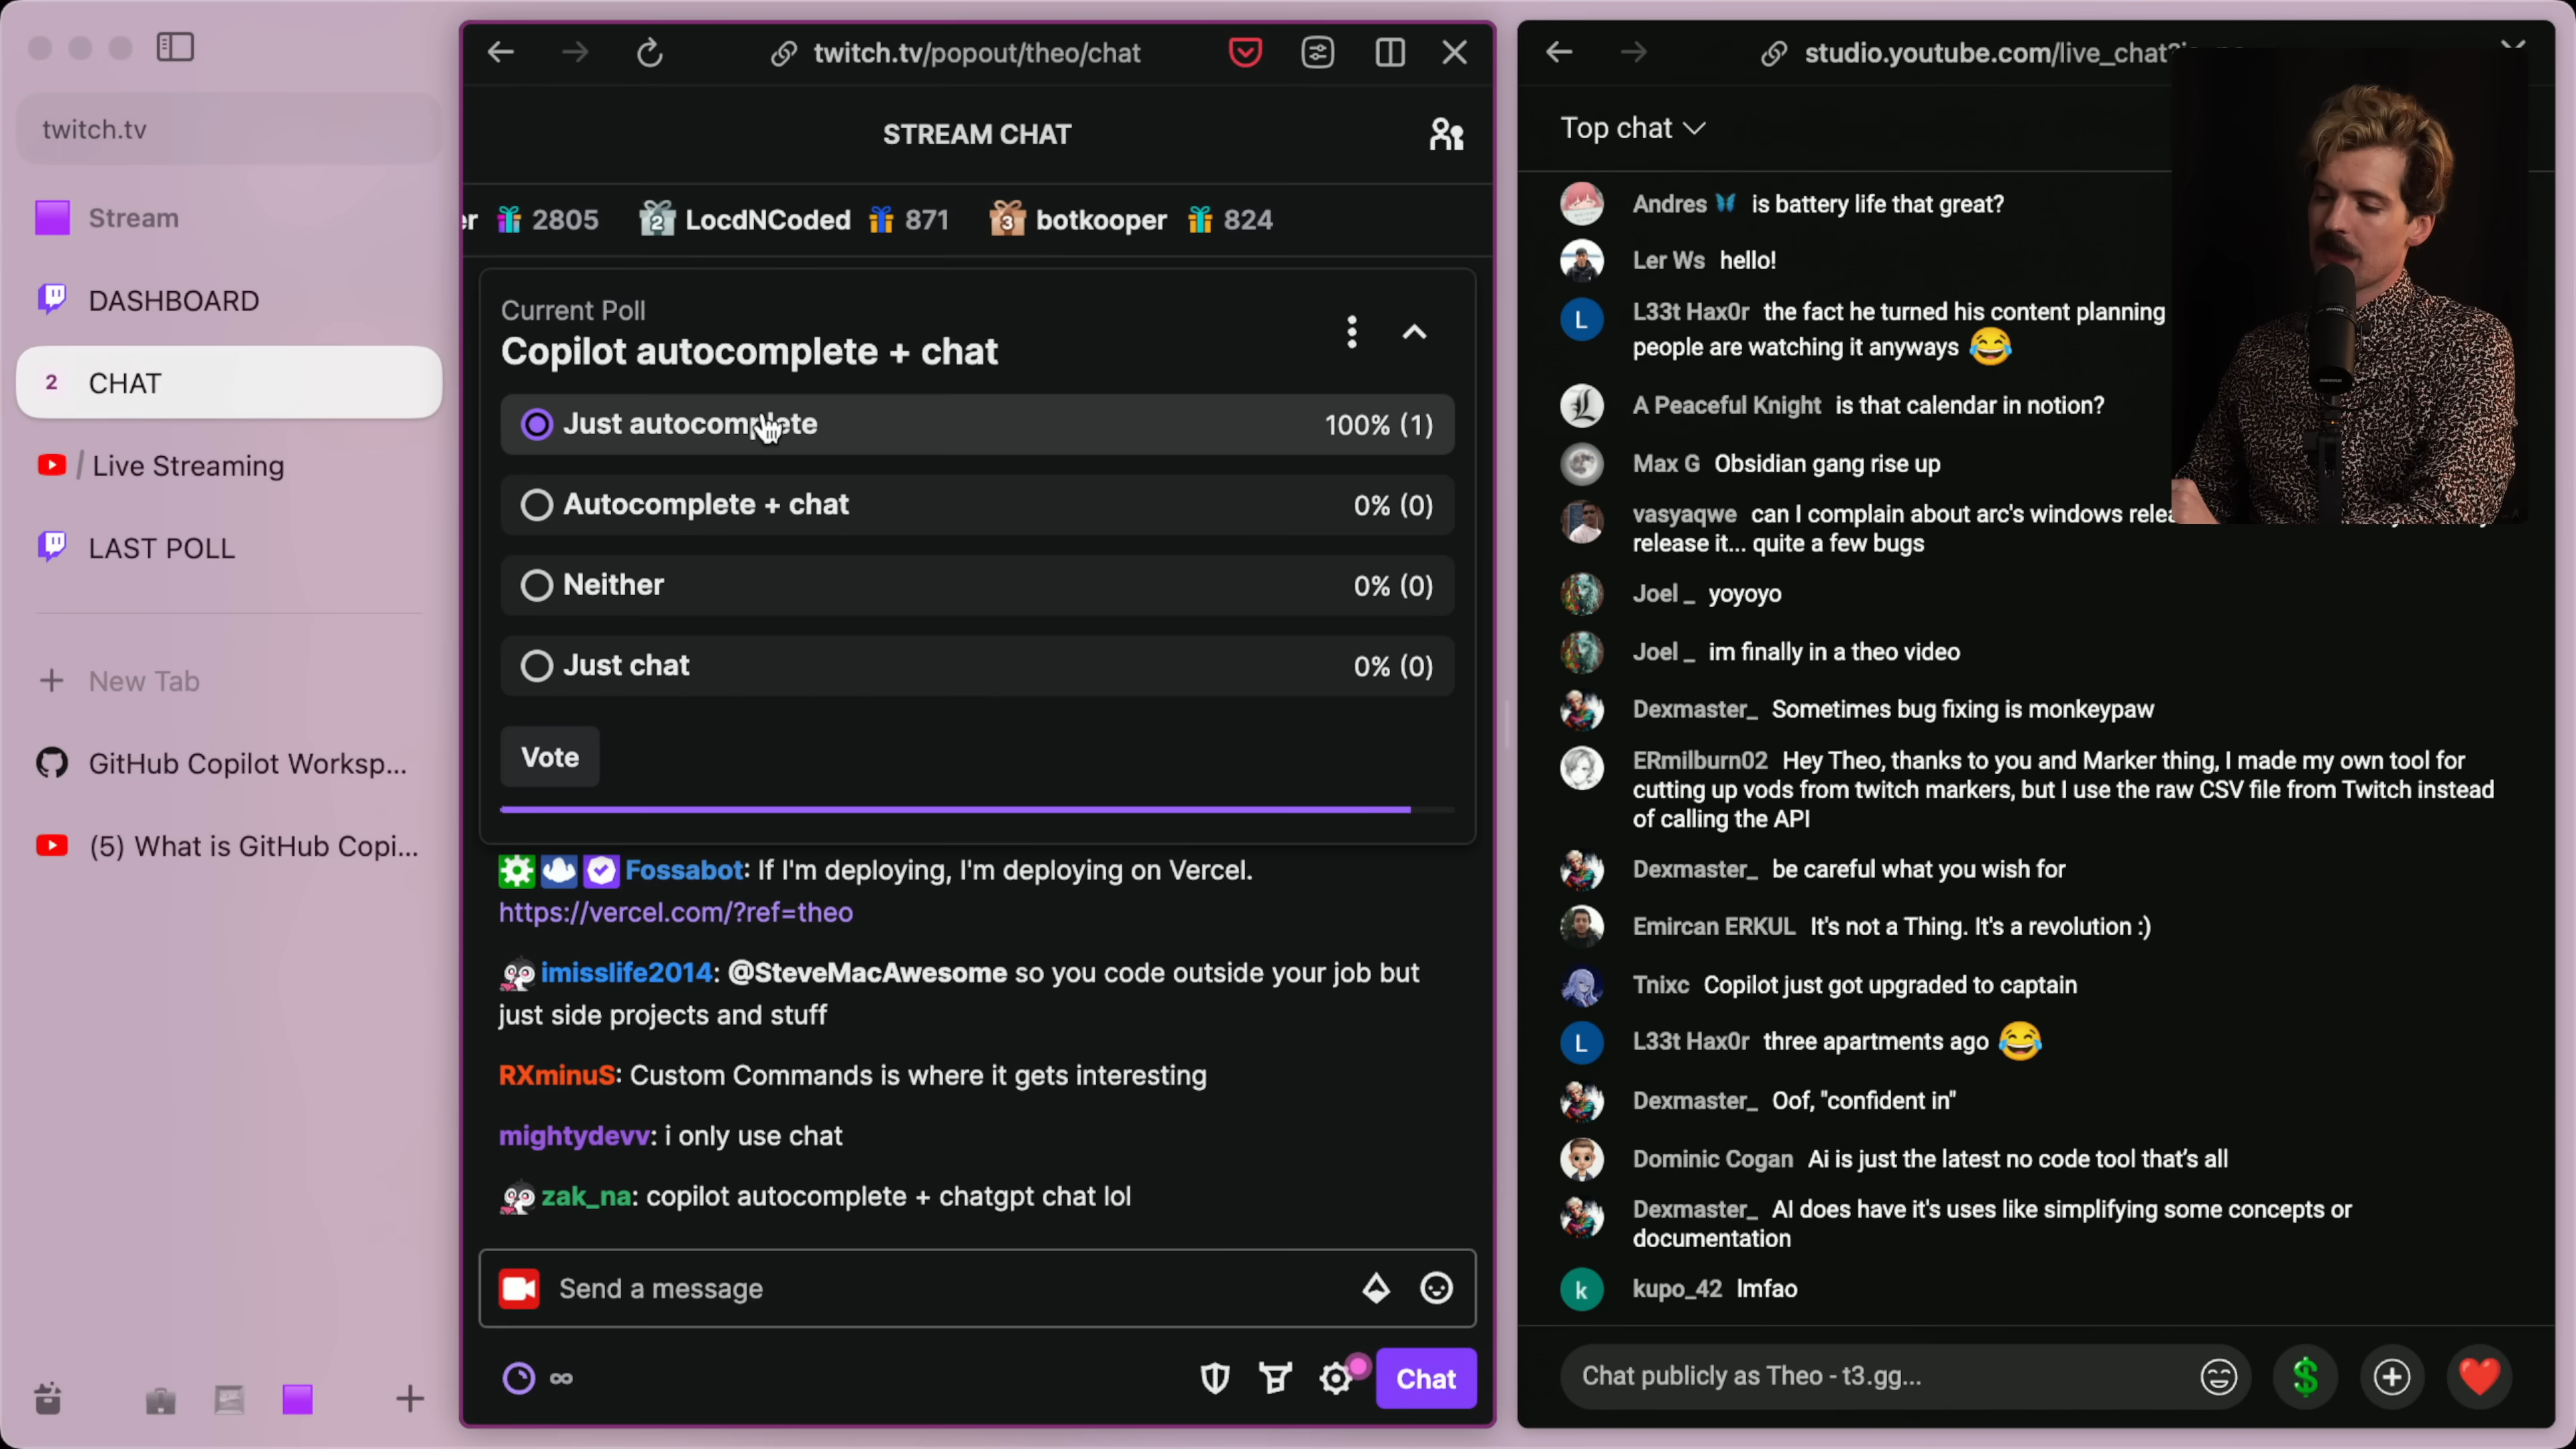 twitch.tv
Stream
DASHBOARD
2 CHAT
/ Live Streaming
LAST POLL
+ New Tab
GitHub Copilot Worksp...
(5) What is GitHub Copi...
twitch.tv/popout/theo/chat
STREAM CHAT
er 2805 2 LocdNCoded 871 3 botkooper 824
Current Poll
Copilot autocomplete + chat
Just autocomplete 100% (1)
Autocomplete + chat 0% (0)
Neither 0% (0)
Just chat 0% (0)
Vote
Fossabot: If I'm deploying, I'm deploying on Vercel.
https://vercel.com/?ref=theo
imisslife2014: @SteveMacAwesome so you code outside your job but
just side projects and stuff
RXminuS: Custom Commands is where it gets interesting
mightydevv: i only use chat
zak_na: copilot autocomplete + chatgpt chat lol
Send a message
∞
Chat
studio.youtube.com/live_chat?
Top chat
Andres is battery life that great?
Ler Ws hello!
L L33t Hax0r the fact he turned his content planning
people are watching it anyways 😂
A Peaceful Knight is that calendar in notion?
Max G Obsidian gang rise up
vasyaqwe can I complain about arc's windows
release it... quite a few bugs
Joel _ yoyoyo
Joel _ im finally in a theo video
Dexmaster_ Sometimes bug fixing is monkeypaw
ERmilburn02 Hey Theo, thanks to you and Marker thing, I made my own tool for
cutting up vods from twitch markers, but I use the raw CSV file from Twitch instead
of calling the API
Dexmaster_ be careful what you wish for
Emircan ERKUL It's not a Thing. It's a revolution :)
Tnixc Copilot just got upgraded to captain
L L33t Hax0r three apartments ago 😂
Dexmaster_ Oof, "confident in"
Dominic Cogan Ai is just the latest no code tool that's all
Dexmaster_ AI does have it's uses like simplifying some concepts or
documentation
k kupo_42 lmfao
Chat publicly as Theo - t3.gg...